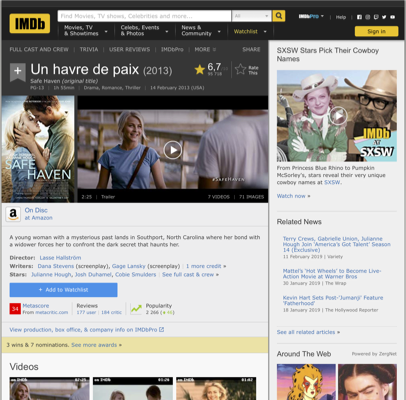 IMDb
Find Movies, TV shows, Celebrities and more...
All
Movies, TV
& Showtimes
Celebs, Events
& Photos
News &
Community
Watchlist
IMDbPro
Help
Sign in
FULL CAST AND CREW | TRIVIA | USER REVIEWS | IMDbPro | MORE
SHARE
Un havre de paix (2013)
Safe Haven (original title)
PG-13 | 1h 55min | Drama, Romance, Thriller | 14 February 2013 (USA)
6,7
Rate
This
SAFE
HAVEN
#SAFEHAVEN
2:25 | Trailer
7 VIDEOS | 71 IMAGES
On Disc
at Amazon
A young woman with a mysterious past lands in Southport, North Carolina where her bond with
a widower forces her to confront the dark secret that haunts her.
Director: Lasse Hallström
Writers: Dana Stevens (screenplay), Gage Lansky (screenplay) | 1 more credit »
Stars: Julianne Hough, Josh Duhamel, Cobie Smulders | See full cast & crew »
+ Add to Watchlist
34
Metascore
From metacritic.com
Reviews
177 user | 184 critic
Popularity
2 266
View production, box office, & company info on IMDbPro
3 wins & 7 nominations. See more awards »
Videos
SXSW Stars Pick Their Cowboy
Names
IMDb
AT
SXSW
From Princess Blue Rhino to Pumpkin
McSorley's, stars reveal their very
unique cowboy names at SXSW.
Watch now »
Related News
Terry Crews, Gabrielle Union, Julianne
Hough Join 'America's Got Talent' Season
14 (Exclusive)
11 February 2019 | Variety
Mattel's 'Hot Wheels' to Become Live-
Action Movie at Warner Bros
30 January 2019 | The Wrap
Kevin Hart Sets Post-'Jumanji' Feature
'Fatherhood'
18 January 2019 | The Hollywood Reporter
See all related articles »
Around The Web
Powered by ZergNet